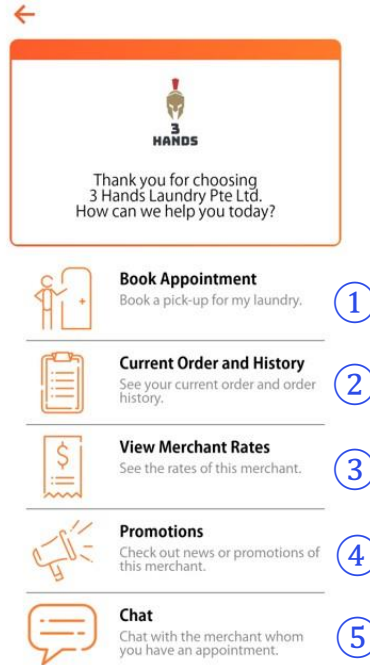 3
HANDS
Thank you for choosing
3 Hands Laundry Pte Ltd.
How can we help you today?
Book Appointment
Book a pick-up for my laundry.
①
Current Order and History
See your current order and order
history.
②
View Merchant Rates
See the rates of this merchant.
③
$
Promotions
Check out news or promotions of
this merchant.
④
Chat
Chat with the merchant whom
you have an appointment.
⑤